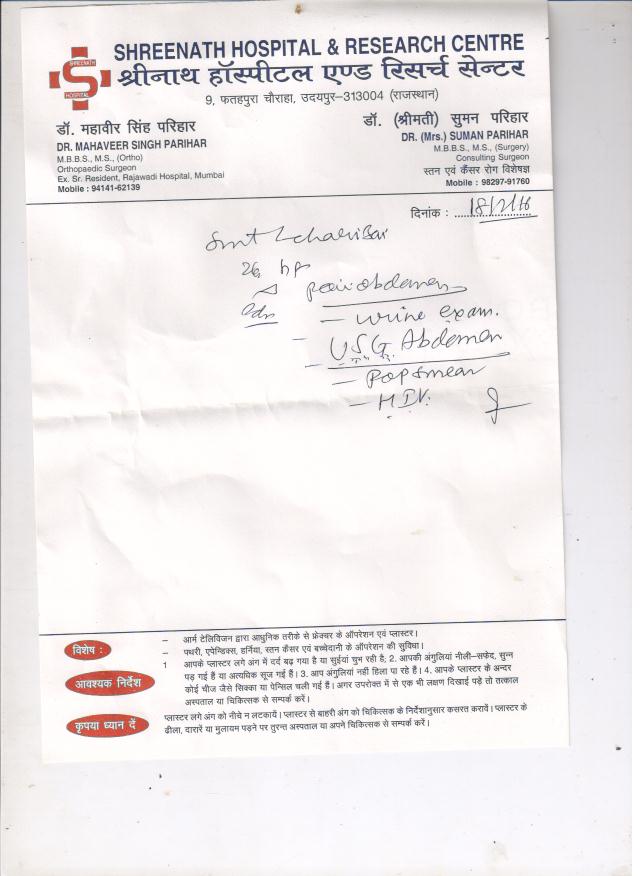 SHREENATH HOSPITAL & RESEARCH CENTRE
श्रीनाथ हॉस्पीटल एण्ड रिसर्च सेन्टर
SHREENATH
S
HOSPITAL
9, फतहपुरा चौराहा, उदयपुर–313004 (राजस्थान)
डॉ. महावीर सिंह परिहार
DR. MAHAVEER SINGH PARIHAR
M.B.B.S., M.S., (Ortho)
Orthopaedic Surgeon
Ex. Sr. Resident, Rajawadi Hospital, Mumbai
Mobile : 94141-62139
डॉ. (श्रीमती) सुमन परिहार
DR. (Mrs.) SUMAN PARIHAR
M.B.B.S., M.S., (Surgery)
Consulting Surgeon
स्तन एवं कैंसर रोग विशेषज्ञ
Mobile : 98297-91760
दिनांक :
Smt
pain abdomen
– urine exam.
– USG Abdomen
– Pap smear
विशेष :
– आर्म टेलिविजन द्वारा आधुनिक तरीके से फ्रेक्चर के ऑपरेशन एवं प्लास्टर।
– पथरी, एपेन्डिक्स, हर्निया, स्तन कैंसर एवं बच्चेदानी के ऑपरेशन की सुविधा।
आवश्यक निर्देश
1 आपके प्लास्टर लगे अंग में दर्द बढ़ गया है या सुईयां चुभ रही है; 2. आपकी अंगुलियां नीली–सफेद, सुन्न
पड़ गई हैं या अत्यधिक सूज गई हैं। 3. आप अंगुलियां नहीं हिला पा रहे हैं। 4. आपके प्लास्टर के अन्दर
कोई चीज जैसे सिक्का या पेन्सिल चली गई हैं। अगर उपरोक्त में से एक भी लक्षण दिखाई पड़े तो तत्काल
अस्पताल या चिकित्सक से सम्पर्क करें।
कृपया ध्यान दें
प्लास्टर लगे अंग को नीचे न लटकायें। प्लास्टर से बाहरी अंग को चिकित्सक के निर्देशानुसार कसरत करावें। प्लास्टर के
ढीला, दारारें या मुलायम पड़ने पर तुरन्त अस्पताल या अपने चिकित्सक से सम्पर्क करें।